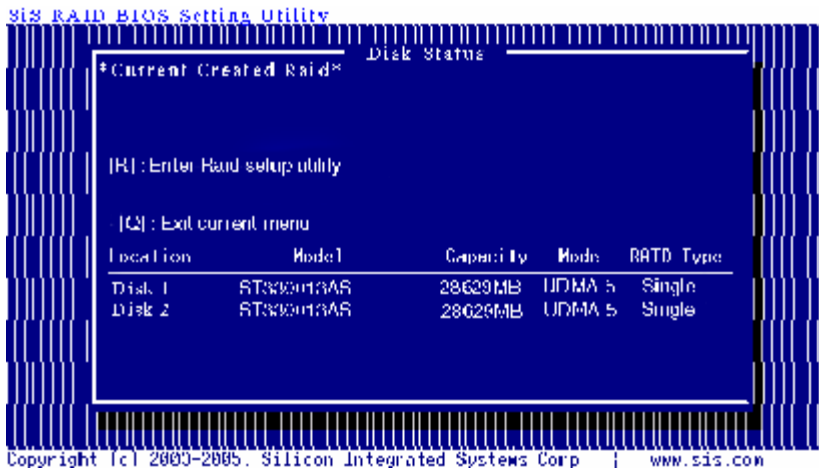 SiS RAID BIOS Setting Utility
Disk Status
*Current Created Raid*
[R] : Enter Raid setup utility
[Q] : Exit current menu
Location Model Capacity Mode RAID Type
Disk 1 28629MB UDMA 5 Single
Disk 2 28629MB UDMA 5 Single
Copyright (c) 2003-2005. Silicon Integrated Systems Corp | www.sis.com